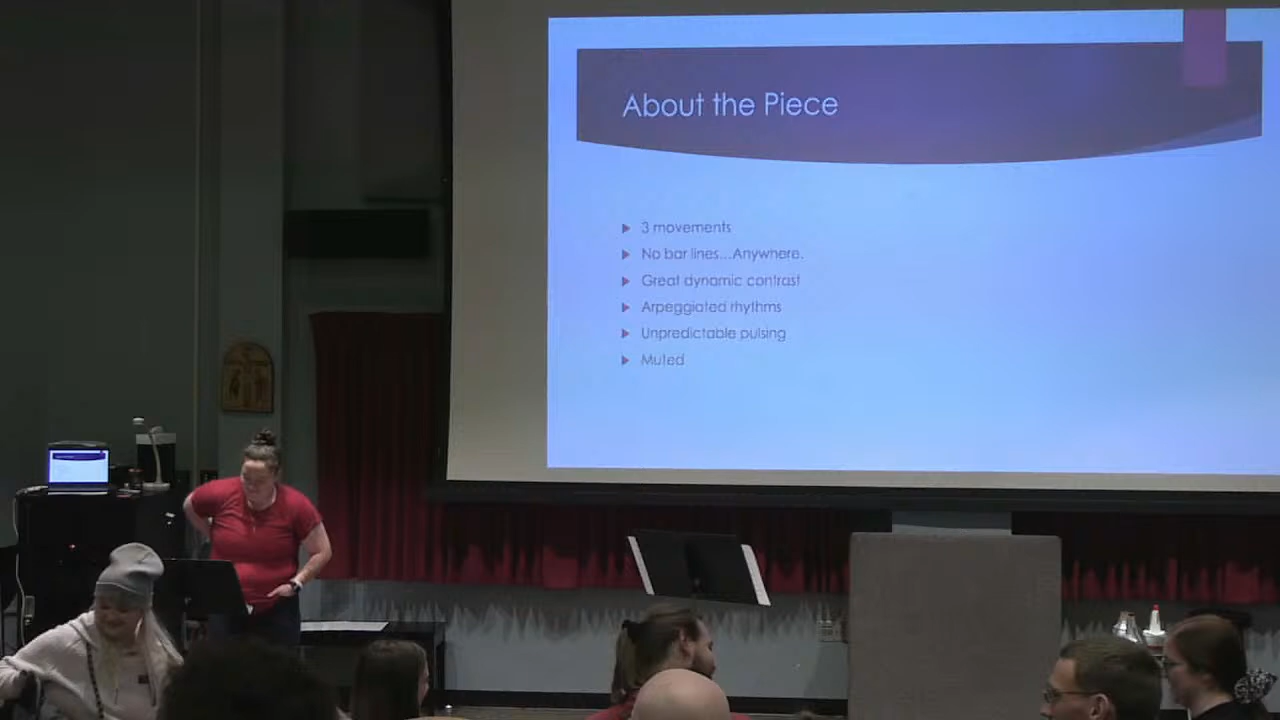 About the Piece
3 movements
No bar lines...Anywhere.
Great dynamic contrast
Arpeggiated rhythms
Unpredictable pulsing
Muted